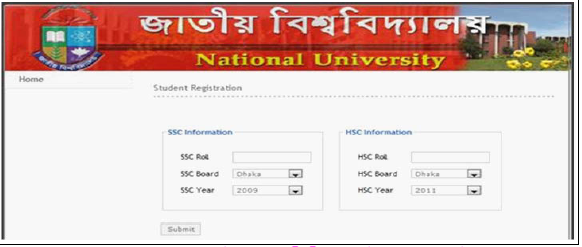 জাতীয় বিশ্ববিদ্যালয়
National University
Home
Student Registration
SSC Information
SSC Roll
SSC Board Dhaka
SSC Year 2009
HSC Information
HSC Roll
HSC Board Dhaka
HSC Year 2011
Submit